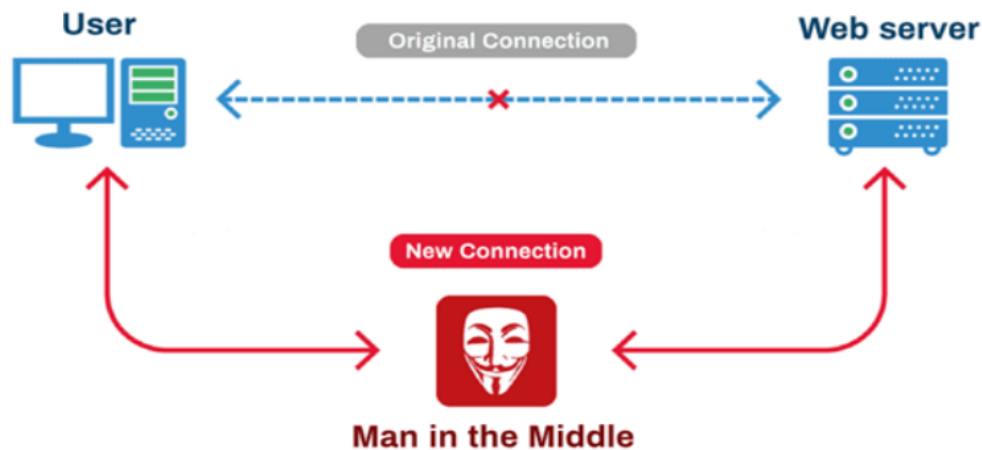 User
Original Connection
Web server
New Connection
Man in the Middle